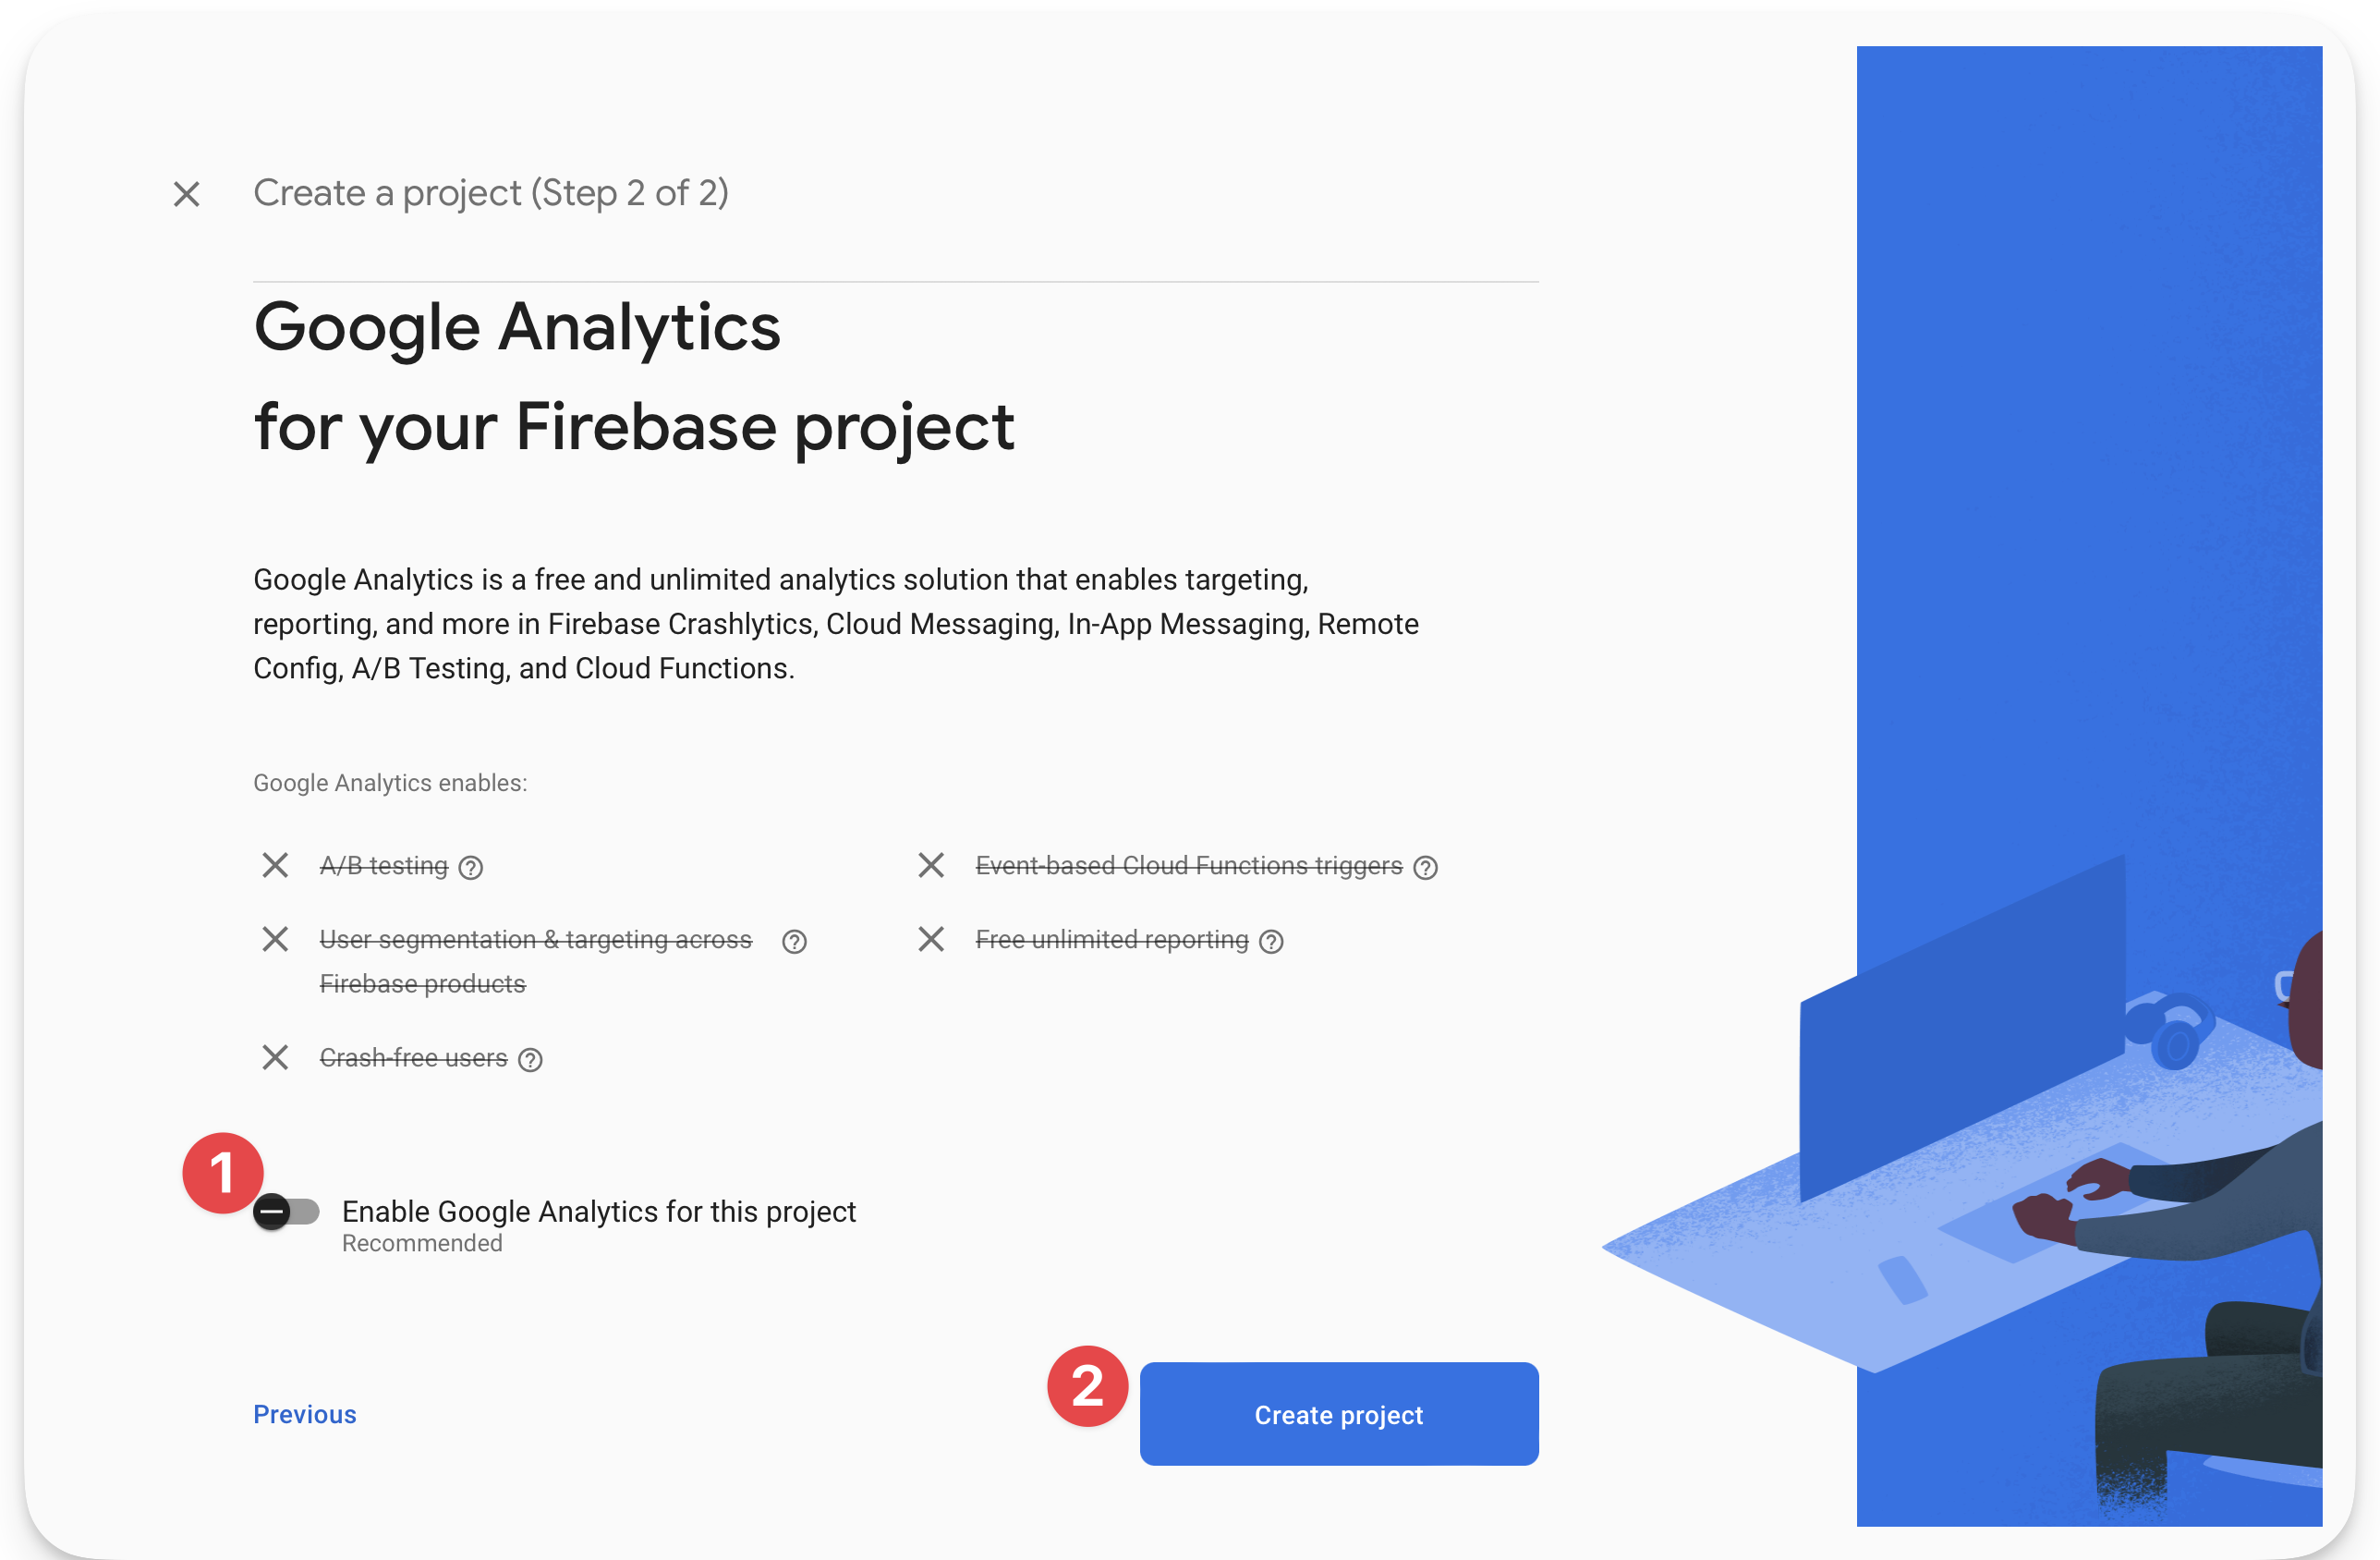 Create a project (Step 2 of 2)
Google Analytics
for your Firebase project
Google Analytics is a free and unlimited analytics solution that enables targeting,
reporting, and more in Firebase Crashlytics, Cloud Messaging, In-App Messaging, Remote
Config, A/B Testing, and Cloud Functions.
Google Analytics enables:
A/B testing
Event-based Cloud Functions triggers
User segmentation & targeting across
Firebase products
Free unlimited reporting
Crash-free users
1
Enable Google Analytics for this project
Recommended
Previous
2
Create project